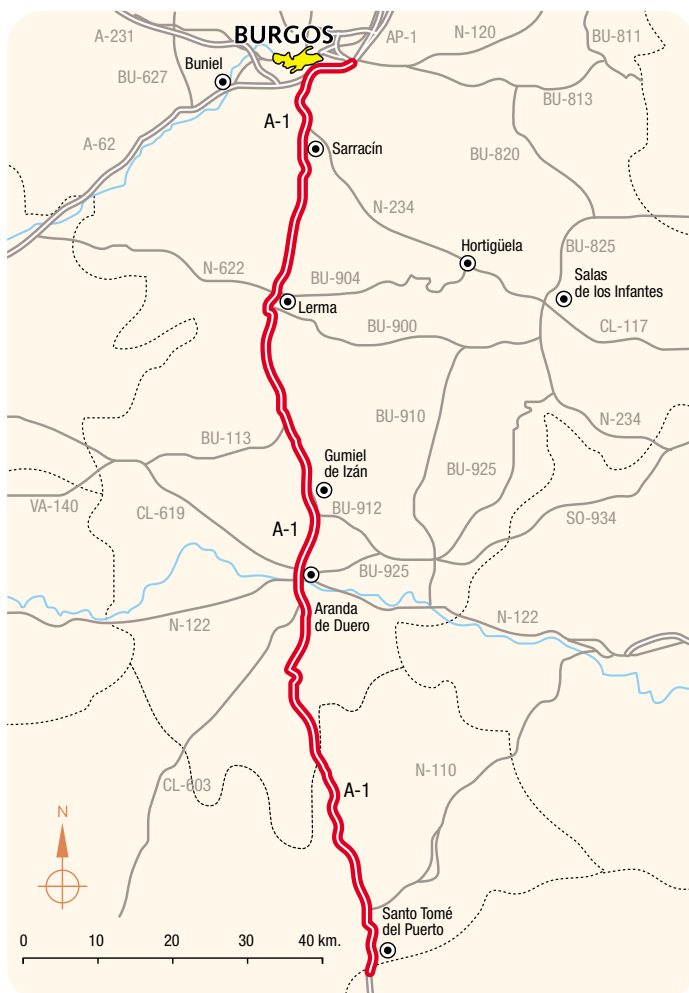 A-231
BURGOS
AP-1
N-120
BU-811
Buniel
BU-627
BU-813
A-1
A-62
Sarracín
BU-820
N-234
Hortigüela
BU-825
N-622
BU-904
Salas
de los Infantes
Lerma
BU-900
CL-117
BU-910
N-234
BU-113
Gumiel
de Izán
BU-925
VA-140
CL-619
BU-912
SO-934
A-1
BU-925
Aranda
de Duero
N-122
N-122
N-110
CL-603
A-1
N
Santo Tomé
del Puerto
0 10 20 30 40 km.